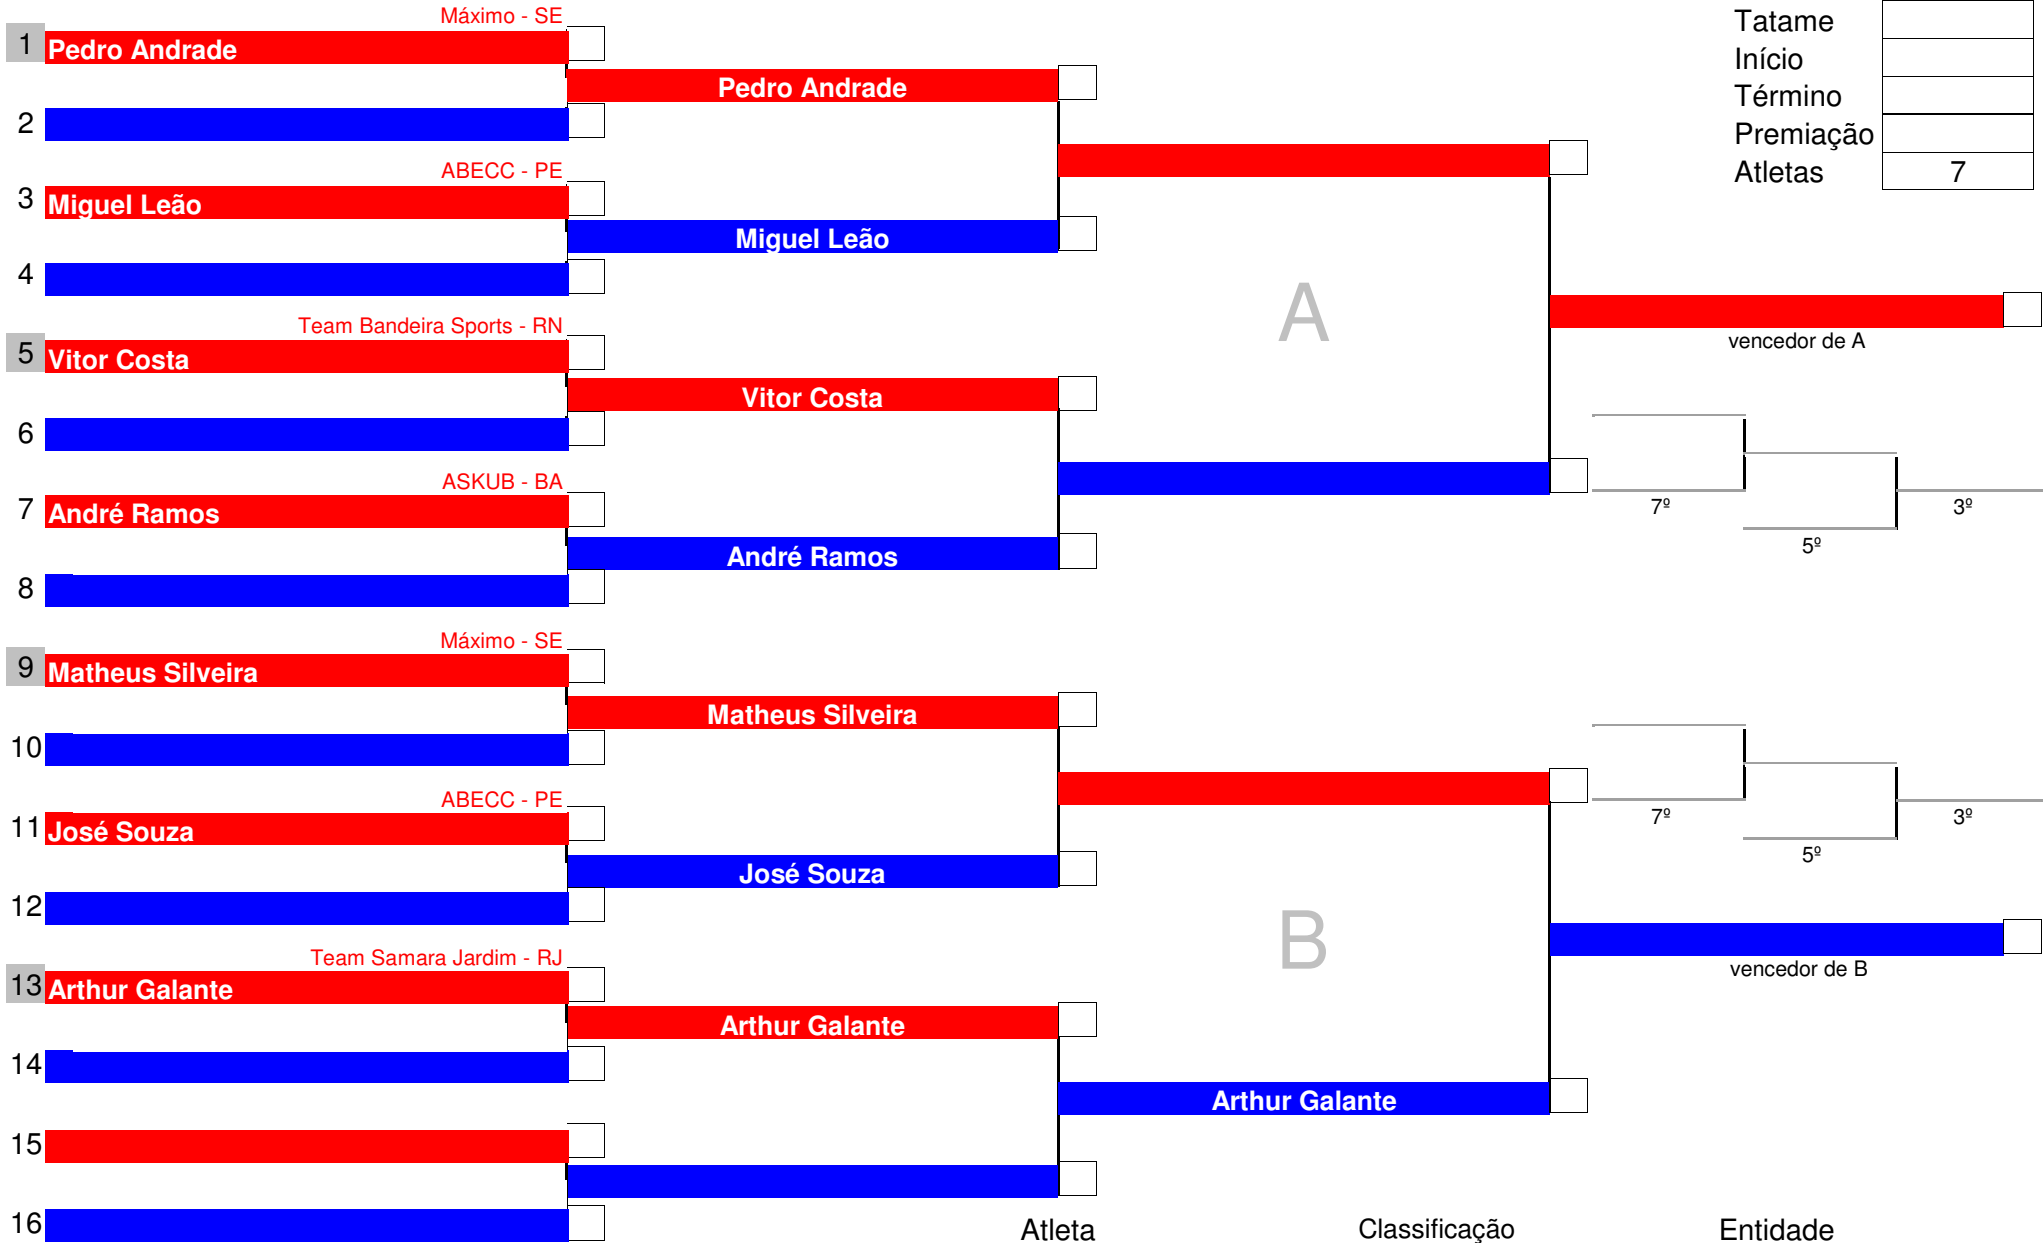 Máximo - SE
1 Pedro Andrade
Pedro Andrade
2
ABECC - PE
3 Miguel Leão
Miguel Leão
4
Team Bandeira Sports - RN
5 Vitor Costa
Vitor Costa
6
ASKUB - BA
7 André Ramos
André Ramos
8
Máximo - SE
9 Matheus Silveira
Matheus Silveira
10
ABECC - PE
11 José Souza
José Souza
12
Team Samara Jardim - RJ
13 Arthur Galante
Arthur Galante
14
Arthur Galante
15
16
A
B
Tatame
Início
Término
Premiação
Atletas 7
vencedor de A
7º
3º
5º
7º
3º
5º
vencedor de B
Atleta Classificação Entidade